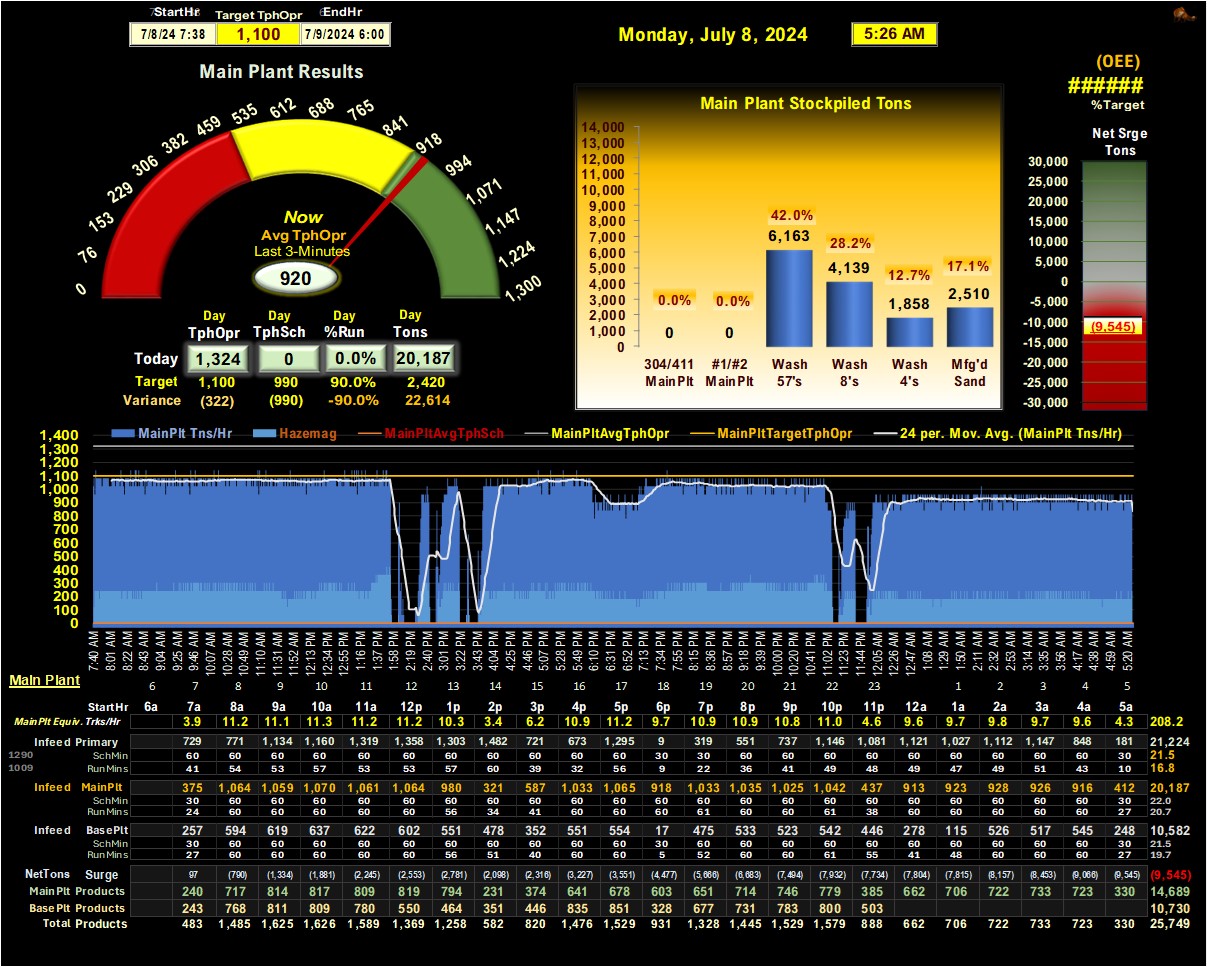 StartHr Target TphOpr EndHr
7/8/24 7:38 1,100 7/9/2024 6:00
Monday, July 8, 2024 5:26 AM
(OEE)
######
%Target
Main Plant Results
0 76 153 229 306 382 459 535 612 688 765 841 918 994 1,071 1,147 1,224 1,300
Now
Avg TphOpr
Last 3-Minutes
920
Day Day Day Day
TphOpr TphSch %Run Tons
Today 1,324 0 0.0% 20,187
Target 1,100 990 90.0% 2,420
Variance (322) (990) -90.0% 22,614
Main Plant Stockpiled Tons
14,000
13,000
12,000
11,000
10,000
9,000
8,000
7,000
6,000
5,000
4,000
3,000
2,000
1,000
0
0.0% 0.0% 42.0% 28.2% 12.7% 17.1%
0 0 6,163 4,139 1,858 2,510
304/411 #1/#2 Wash Wash Wash Mfg'd
MainPlt MainPlt 57's 8's 4's Sand
Net Srge
Tons
30,000
25,000
20,000
15,000
10,000
5,000
0
-5,000
-10,000
-15,000
-20,000
-25,000
-30,000
(9,545)
MainPlt Tns/Hr Hazemag MainPltAvgTphSch MainPltAvgTphOpr MainPltTargetTphOpr 24 per. Mov. Avg. (MainPlt Tns/Hr)
1,400
1,300
1,200
1,100
1,000
900
800
700
600
500
400
300
200
100
0
7:40 AM 8:01 AM 8:22 AM 8:43 AM 9:04 AM 9:25 AM 9:46 AM 10:07 AM 10:28 AM 10:49 AM 11:10 AM 11:31 AM 11:52 AM 12:13 PM 12:34 PM 12:55 PM 1:16 PM 1:37 PM 1:58 PM 2:19 PM 2:40 PM 3:01 PM 3:22 PM 3:43 PM 4:04 PM 4:25 PM 4:46 PM 5:07 PM 5:28 PM 5:49 PM 6:10 PM 6:31 PM 6:52 PM 7:13 PM 7:34 PM 7:55 PM 8:15 PM 8:36 PM 8:57 PM 9:18 PM 9:39 PM 10:00 PM 10:20 PM 10:41 PM 11:02 PM 11:23 PM 11:44 PM 12:05 AM 12:26 AM 12:47 AM 1:08 AM 1:29 AM 1:50 AM 2:11 AM 2:32 AM 2:53 AM 3:14 AM 3:35 AM 3:56 AM 4:17 AM 4:38 AM 4:59 AM 5:20 AM
Main Plant
6 7 8 9 10 11 12 13 14 15 16 17 18 19 20 21 22 23 1 2 3 4 5
StartHr 6a 7a 8a 9a 10a 11a 12p 1p 2p 3p 4p 5p 6p 7p 8p 9p 10p 11p 12a 1a 2a 3a 4a 5a
MainPlt Equiv. Trks/Hr 3.9 11.2 11.1 11.3 11.2 11.2 10.3 3.4 6.2 10.9 11.2 9.7 10.9 10.9 10.8 11.0 4.6 9.6 9.7 9.8 9.7 9.6 4.3 208.2
Infeed Primary 729 771 1,134 1,160 1,319 1,358 1,303 1,482 721 673 1,295 9 319 551 737 1,146 1,081 1,121 1,027 1,112 1,147 848 181 21,224
1290 SchMin 60 60 60 60 60 60 60 60 60 60 60 30 30 60 60 60 60 60 60 60 60 60 30 21.5
1009 RunMin 41 54 53 57 53 53 57 60 39 32 56 9 22 36 41 49 48 49 47 49 51 43 10 16.8
Infeed MainPlt 375 1,064 1,059 1,070 1,061 1,064 980 321 587 1,033 1,065 918 1,033 1,035 1,025 1,042 437 913 923 928 926 916 412 20,187
SchMin 30 60 60 60 60 60 60 60 60 60 60 60 60 60 60 60 60 60 60 60 60 60 30 22.0
RunMins 24 60 60 60 60 60 56 34 41 60 60 60 61 60 60 61 38 60 60 60 60 60 27 20.7
Infeed BasePlt 257 594 619 637 622 602 551 478 352 551 554 17 475 533 523 542 446 278 115 526 517 545 248 10,582
SchMin 30 60 60 60 60 60 60 60 60 60 60 30 60 60 60 60 60 60 60 60 60 60 30 21.5
RunMins 27 60 60 60 60 60 56 51 40 60 60 5 52 60 60 61 55 41 48 60 60 60 27 19.7
NetTons Surge 97 (790) (1,334) (1,881) (2,245) (2,553) (2,781) (2,098) (2,316) (3,227) (3,551) (4,477) (5,666) (6,683) (7,494) (7,932) (7,734) (7,804) (7,815) (8,157) (8,453) (9,066) (9,545) (9,545)
MainPlt Products 240 717 814 817 809 819 794 231 374 641 678 603 651 714 746 779 385 662 706 722 733 723 330 14,689
BasePlt Products 243 768 811 809 780 550 464 351 446 835 851 328 677 731 783 800 503 10,730
Total Products 483 1,485 1,625 1,626 1,589 1,369 1,258 582 820 1,476 1,529 931 1,328 1,445 1,529 1,579 888 662 706 722 733 723 330 25,749